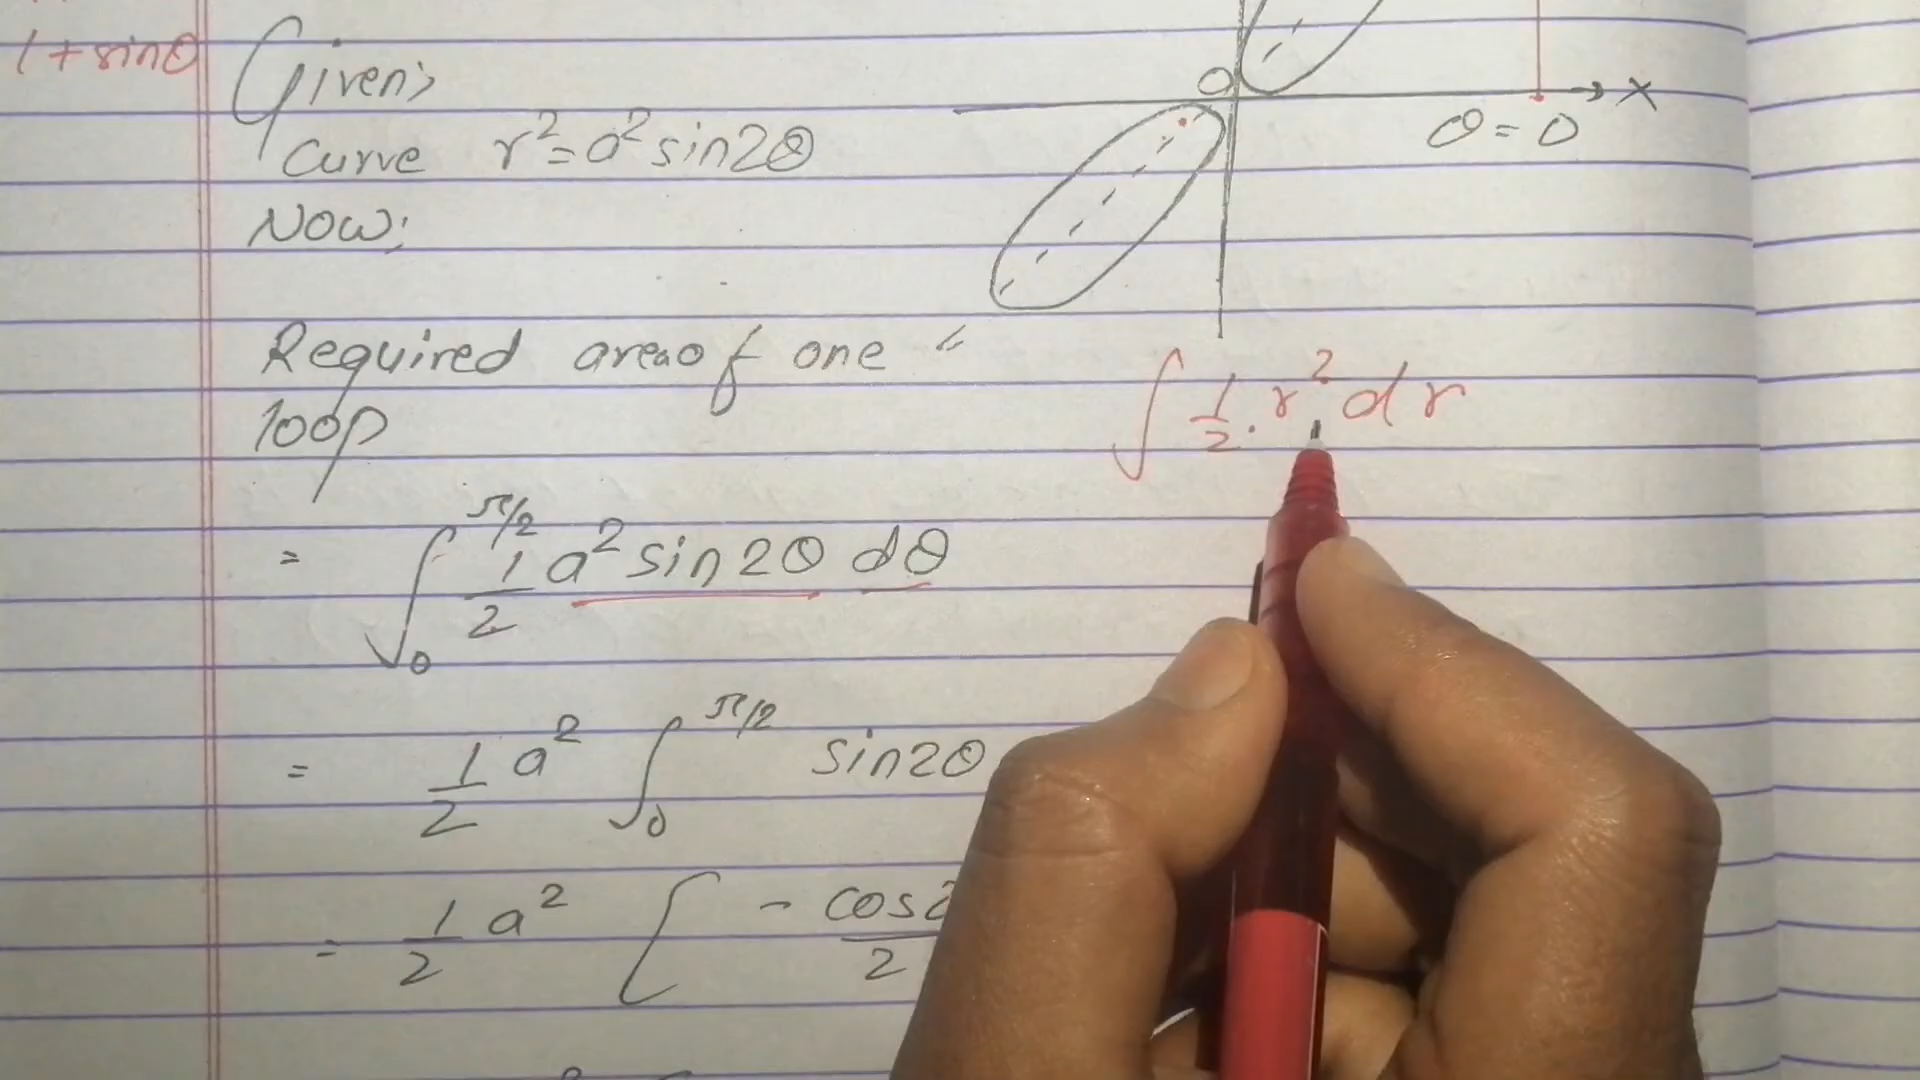 1+sinθ
Given;
Curve r²=a²sin2θ
Now;
O
X
θ=0
Required area of one
loop
∫ 1/2 . r² dr
= ∫₀^π/2 1/2 a² sin2θ dθ
= 1/2 a² ∫₀^π/2 sin2θ
= 1/2 a² [ - cos2 / 2